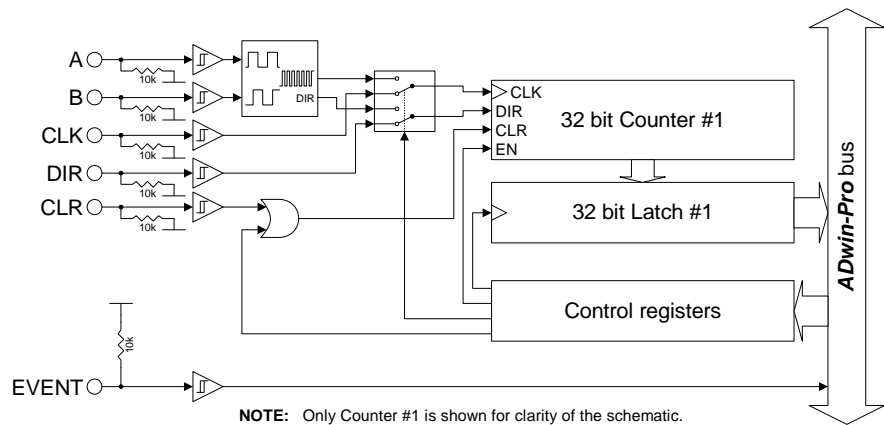 A
10k
B
10k
CLK
10k
DIR
10k
CLR
10k
DIR
CLK
DIR
CLR
EN
32 bit Counter #1
32 bit Latch #1
Control registers
ADwin-Pro bus
10k
EVENT
NOTE: Only Counter #1 is shown for clarity of the schematic.